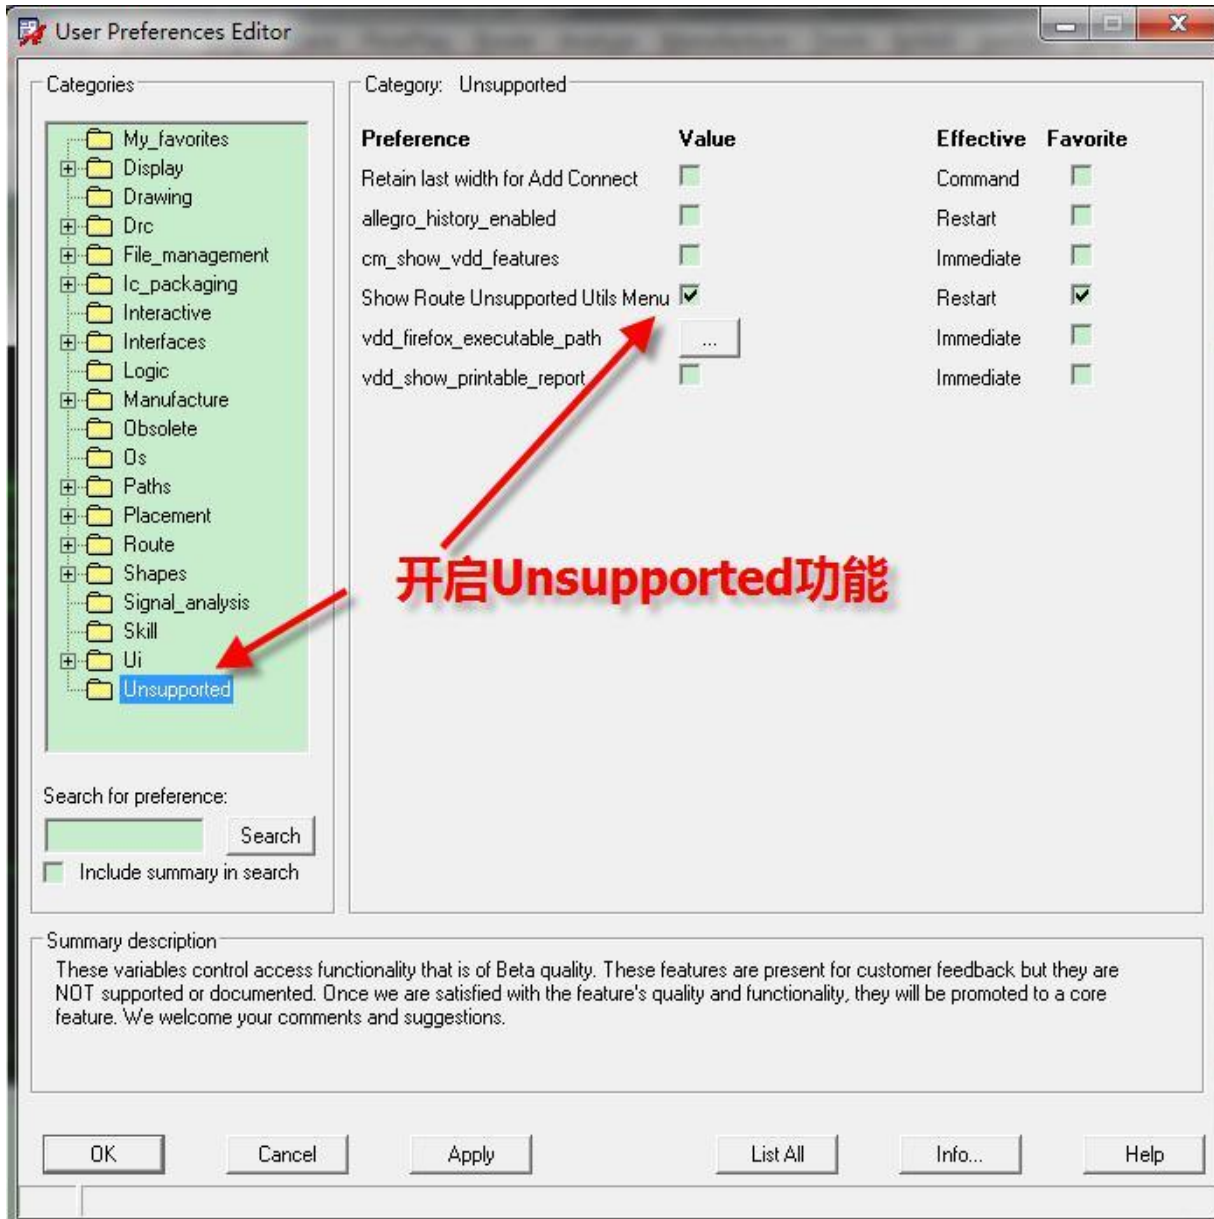 User Preferences Editor
Categories
My_favorites
Display
Drawing
Drc
File_management
Ic_packaging
Interactive
Interfaces
Logic
Manufacture
Obsolete
Os
Paths
Placement
Route
Shapes
Signal_analysis
Skill
Ui
Unsupported
Search for preference:
Search
Include summary in search
Category: Unsupported
Preference Value Effective Favorite
Retain last width for Add Connect Command
allegro_history_enabled Restart
cm_show_vdd_features Immediate
Show Route Unsupported Utils Menu Restart
vdd_firefox_executable_path ... Immediate
vdd_show_printable_report Immediate
开启Unsupported功能
Summary description
These variables control access functionality that is of Beta quality. These features are present for customer feedback but they are
NOT supported or documented. Once we are satisfied with the feature's quality and functionality, they will be promoted to a core
feature. We welcome your comments and suggestions.
OK Cancel Apply List All Info... Help